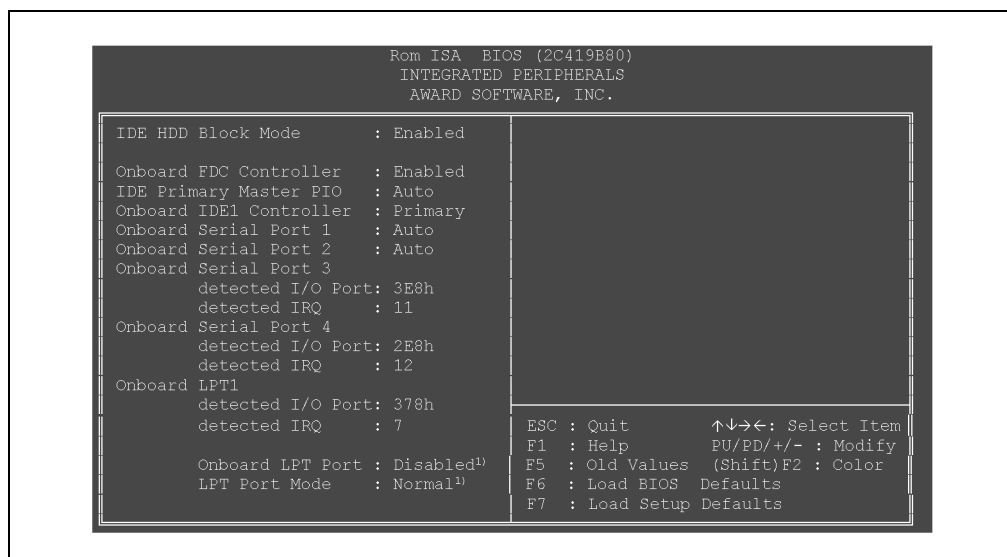 Rom ISA BIOS (2C419B80)
INTEGRATED PERIPHERALS
AWARD SOFTWARE, INC.
IDE HDD Block Mode : Enabled
Onboard FDC Controller : Enabled
IDE Primary Master PIO : Auto
Onboard IDE1 Controller : Primary
Onboard Serial Port 1 : Auto
Onboard Serial Port 2 : Auto
Onboard Serial Port 3
detected I/O Port: 3E8h
detected IRQ : 11
Onboard Serial Port 4
detected I/O Port: 2E8h
detected IRQ : 12
Onboard LPT1
detected I/O Port: 378h
detected IRQ : 7
Onboard LPT Port : Disabled1)
LPT Port Mode : Normal1)
ESC : Quit ↑↓→←: Select Item
F1 : Help PU/PD/+/- : Modify
F5 : Old Values (Shift)F2 : Color
F6 : Load BIOS Defaults
F7 : Load Setup Defaults